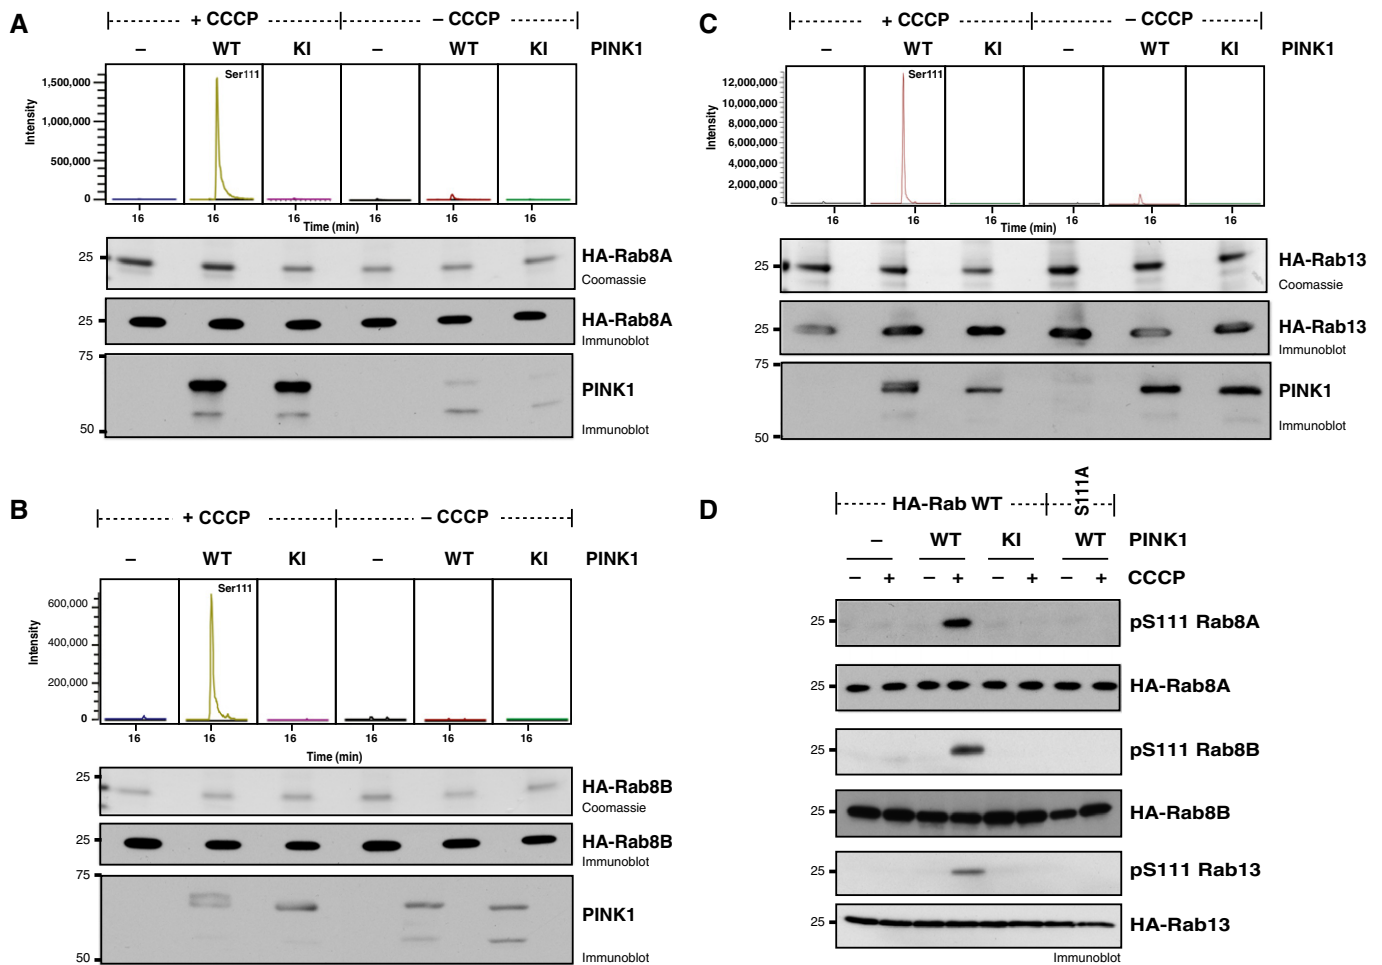 A
+ CCCP
– CCCP
– WT KI – WT KI PINK1
Ser111
Intensity
1,500,000
1,000,000
500,000
0
16 16 16 16 16 16
Time (min)
25
HA-Rab8A
Coomassie
25
HA-Rab8A
Immunoblot
75
PINK1
50
Immunoblot
B
+ CCCP
– CCCP
– WT KI – WT KI PINK1
Ser111
Intensity
600,000
400,000
200,000
0
16 16 16 16 16 16
Time (min)
25
HA-Rab8B
Coomassie
25
HA-Rab8B
Immunoblot
75
PINK1
50
Immunoblot
C
+ CCCP
– CCCP
– WT KI – WT KI PINK1
Ser111
Intensity
12,000,000
10,000,000
8,000,000
6,000,000
4,000,000
2,000,000
0
16 16 16 16 16 16
Time (min)
25
HA-Rab13
Coomassie
25
HA-Rab13
Immunoblot
75
PINK1
50
Immunoblot
D
HA-Rab WT
S111A
– WT KI WT PINK1
– + – + – + – + CCCP
25
pS111 Rab8A
25
HA-Rab8A
25
pS111 Rab8B
25
HA-Rab8B
25
pS111 Rab13
25
HA-Rab13
Immunoblot